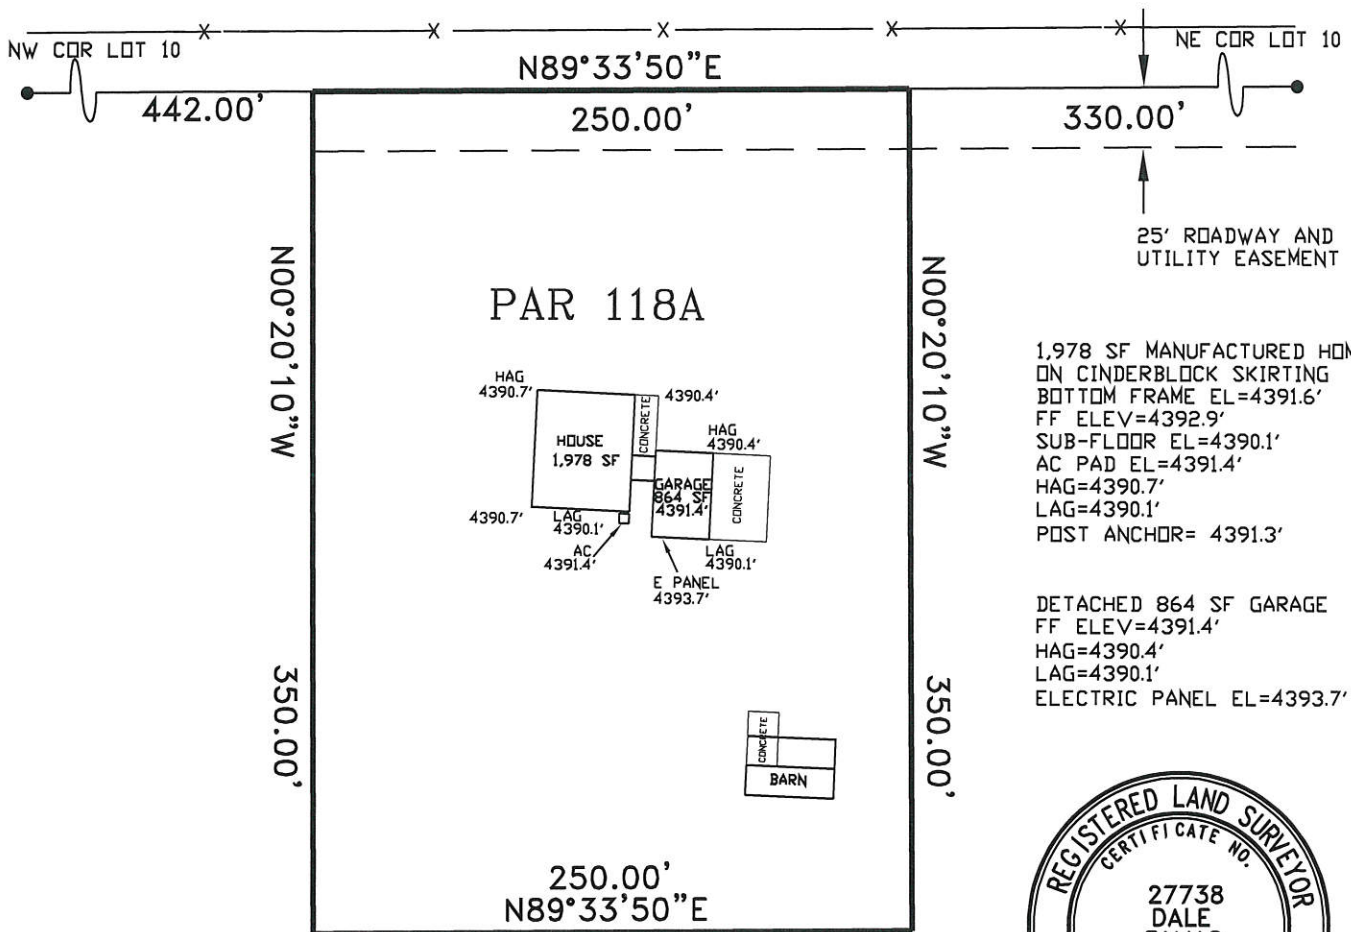 NW COR LOT 10
NE COR LOT 10
N89°33'50"E
442.00'
250.00'
330.00'
25' ROADWAY AND
UTILITY EASEMENT
N00°20'10"W
350.00'
N00°20'10"W
350.00'
PAR 118A
HAG
4390.7'
4390.4'
CONCRETE
HOUSE
1,978 SF
HAG
4390.4'
GARAGE
864 SF
4391.4'
CONCRETE
4390.7'
LAG
4390.1'
AC
4391.4'
LAG
4390.1'
E PANEL
4393.7'
1,978 SF MANUFACTURED
ON CINDERBLOCK SKIRTING
BOTTOM FRAME EL=4391.6'
FF ELEV=4392.9'
SUB-FLOOR EL=4390.1'
AC PAD EL=4391.4'
HAG=4390.7'
LAG=4390.1'
POST ANCHOR= 4391.3'
DETACHED 864 SF GARAGE
FF ELEV=4391.4'
HAG=4390.4'
LAG=4390.1'
ELECTRIC PANEL EL=4393.7'
CONCRETE
BARN
250.00'
N89°33'50"E
REGISTERED LAND SURVEYOR
CERTIFICATE NO.
27738
DALE